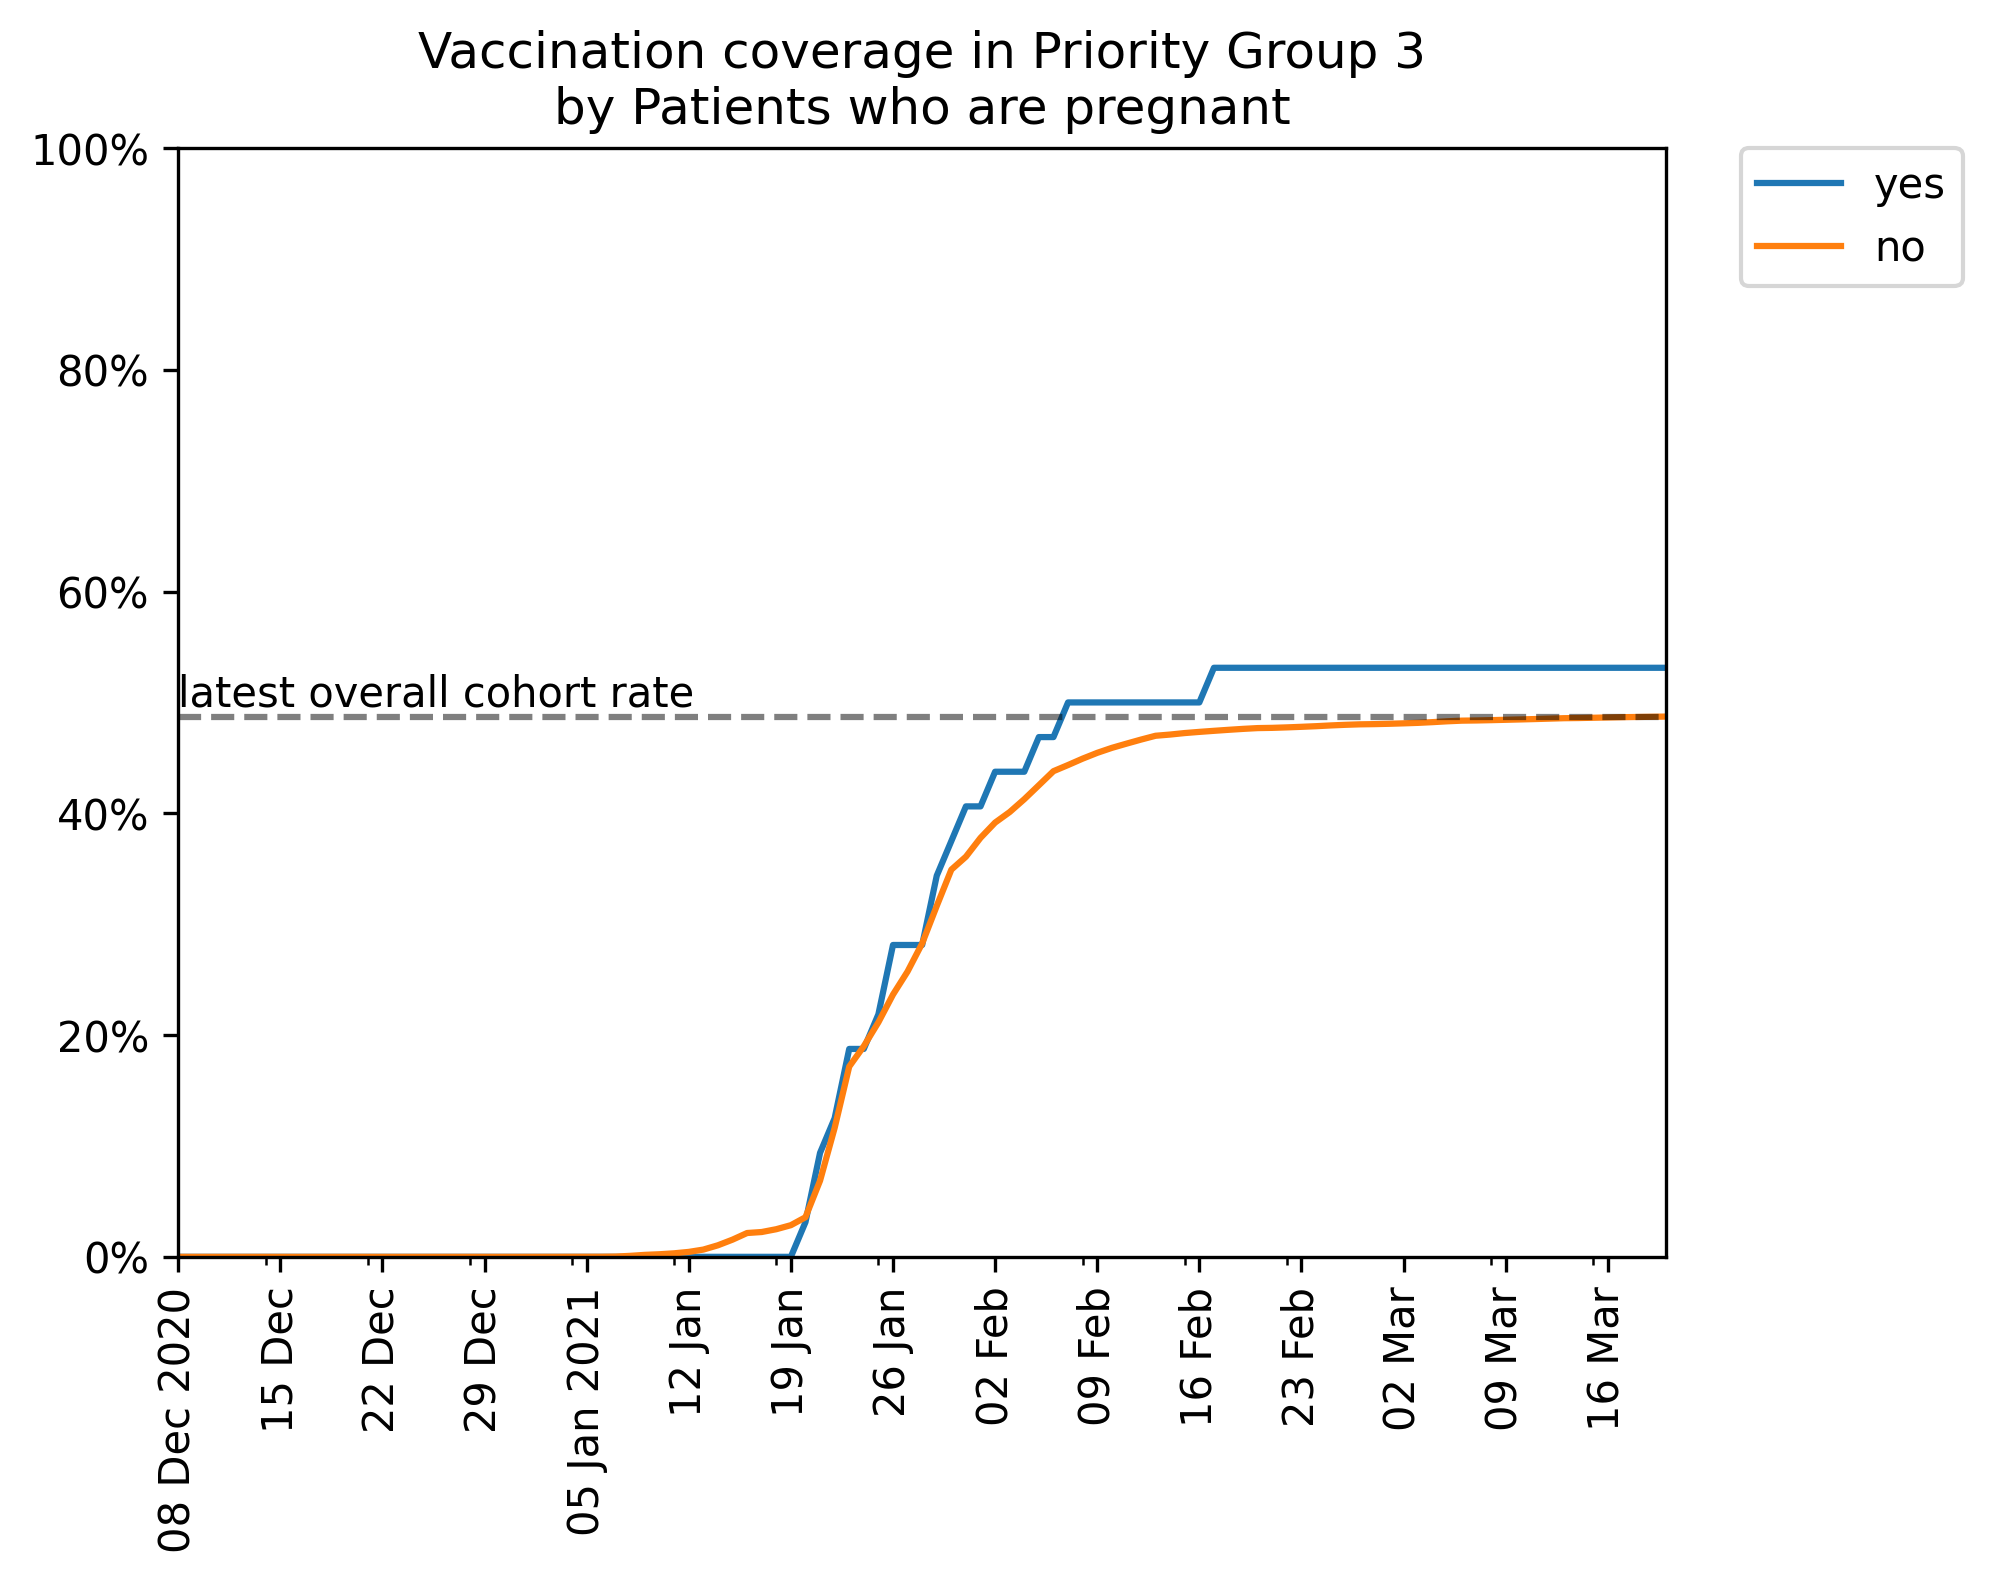 Vaccination coverage in Priority Group 3
by Patients who are pregnant
100%
80%
60%
40%
20%
0%
latest overall cohort rate
yes
no
08 Dec 2020
15 Dec
22 Dec
29 Dec
05 Jan 2021
12 Jan
19 Jan
26 Jan
02 Feb
09 Feb
16 Feb
23 Feb
02 Mar
09 Mar
16 Mar